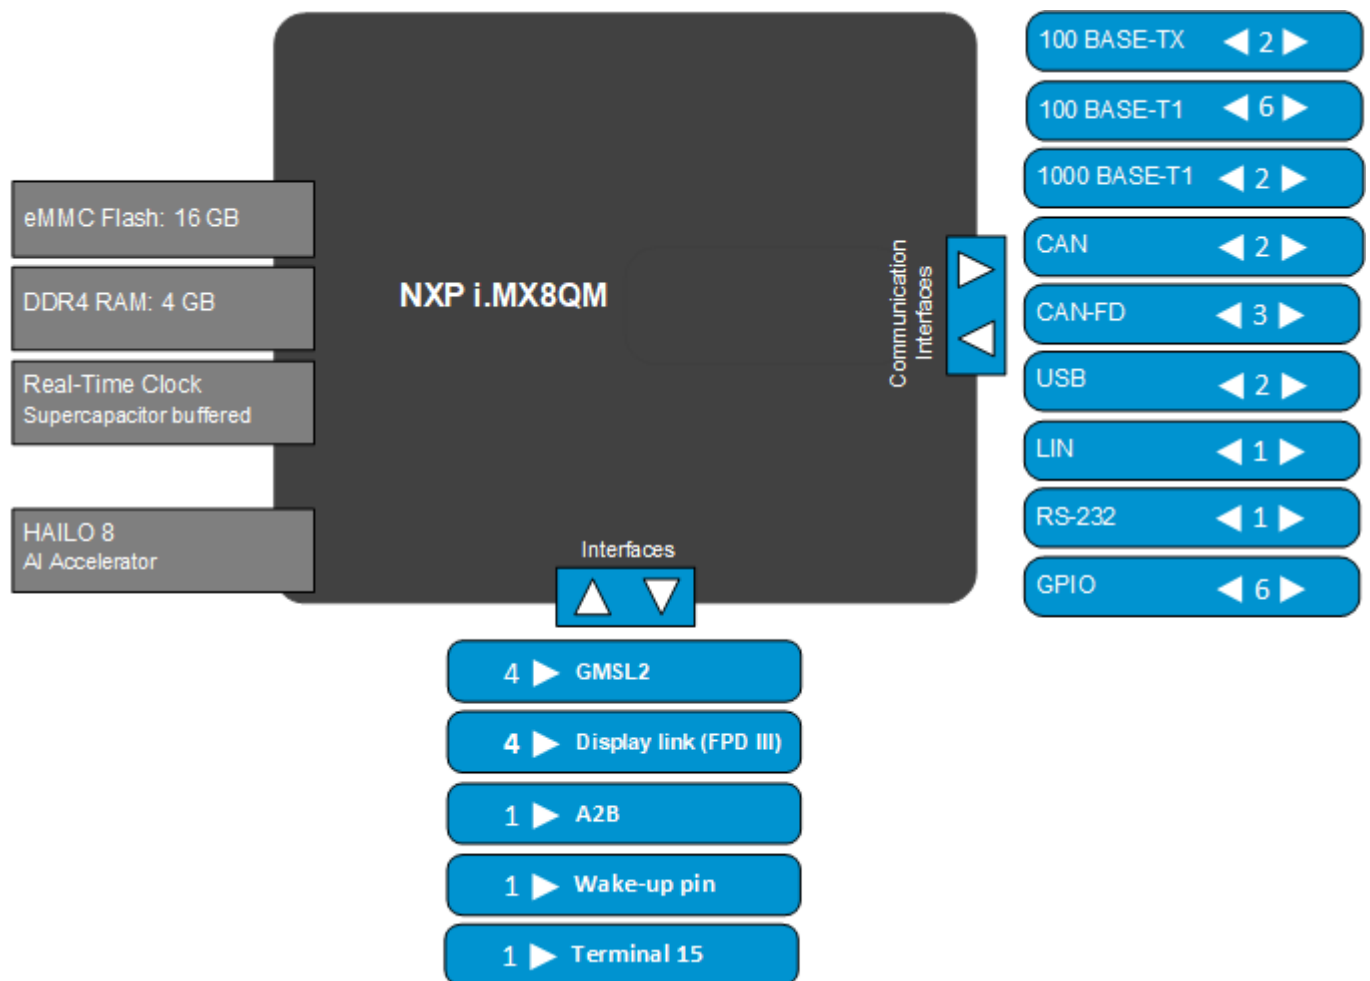 eMMC Flash: 16 GB
DDR4 RAM: 4 GB
Real-Time Clock
Supercapacitor buffered
HAILO 8
AI Accelerator
NXP i.MX8QM
Communication
Interfaces
100 BASE-TX 2
100 BASE-T1 6
1000 BASE-T1 2
CAN 2
CAN-FD 3
USB 2
LIN 1
RS-232 1
GPIO 6
Interfaces
4 GMSL2
4 Display link (FPD III)
1 A2B
1 Wake-up pin
1 Terminal 15